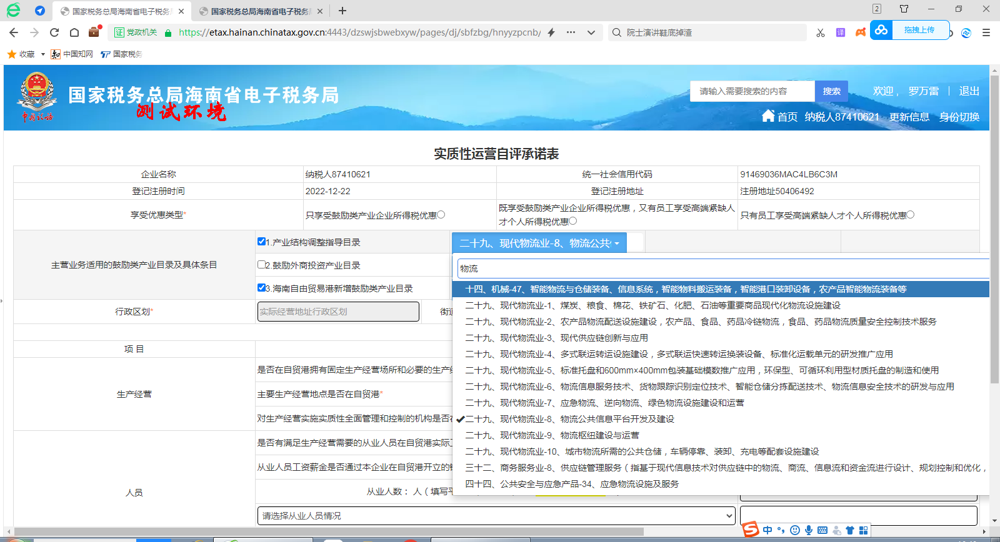 国家税务总局海南省电子税务局
国家税务总局海南省电子税务局
2
党政机关
https://etax.hainan.chinatax.gov.cn:4443/dzswjsbwebxyw/pages/dj/sbfzbg/hnyyzpcnb/
院士演讲鞋底掉渣
译
拖拽上传
收藏
中国知网
国家税务
国家税务总局海南省电子税务局
测试环境
请输入需要搜索的内容
搜索
欢迎, 罗万雷 | 退出
首页 纳税人87410621 更新信息 身份切换
实质性运营自评承诺表
企业名称 纳税人87410621 统一社会信用代码 91469036MAC4LB6C3M
登记注册时间 2022-12-22 登记注册地址 注册地址50406492
享受优惠类型* 只享受鼓励类产业企业所得税优惠
既享受鼓励类产业企业所得税优惠，又有员工享受高端紧缺人
才个人所得税优惠
只有员工享受高端紧缺人才个人所得税优惠
主营业务适用的鼓励类产业目录及具体条目
1.产业结构调整指导目录
2.鼓励外商投资产业目录
3.海南自由贸易港新增鼓励类产业目录
二十九、现代物流业-8、物流公共
物流
十四、机械-47、智能物流与仓储装备、信息系统，智能物料搬运装备，智能港口装卸设备，农产品智能物流装备等
二十九、现代物流业-1、煤炭、粮食、棉花、铁矿石、化肥、石油等重要商品现代化物流设施建设
二十九、现代物流业-2、农产品物流配送设施建设，农产品、食品、药品冷链物流，食品、药品物流质量安全控制技术服务
二十九、现代物流业-3、现代供应链创新与应用
二十九、现代物流业-4、多式联运转运设施建设，多式联运快速转运换装设备、标准化运载单元的研发推广应用
二十九、现代物流业-5、标准托盘和600mm×400mm包装基础模数推广应用，环保型、可循环利用型材质托盘的制造和使用
二十九、现代物流业-6、物流信息服务技术、货物跟踪识别定位技术、智能仓储分拣配送技术、物流信息安全技术的研发与应用
二十九、现代物流业-7、应急物流、逆向物流、绿色物流设施建设和运营
二十九、现代物流业-8、物流公共信息平台开发及建设
二十九、现代物流业-9、物流枢纽建设与运营
二十九、现代物流业-10、城市物流所需的公共仓储，车辆停靠、装卸、充电等配套设施建设
三十二、商务服务业-8、供应链管理服务（指基于现代信息技术对供应链中的物流、商流、信息流和资金流进行设计、规划控制和优化，
四十四、公共安全与应急产品-34、应急物流设施及服务
行政区划* 实际经营地址行政区划 街道
项 目
生产经营
是否在自贸港拥有固定生产经营场所和必要的生产
主要生产经营地点是否在自贸港*
对生产经营实施实质性全面管理和控制的机构是否在
人员
是否有满足生产经营需要的从业人员在自贸港实际工
从业人员工资薪金是否通过本企业在自贸港开立的
从业人数： 人（填写平
请选择从业人员情况
中